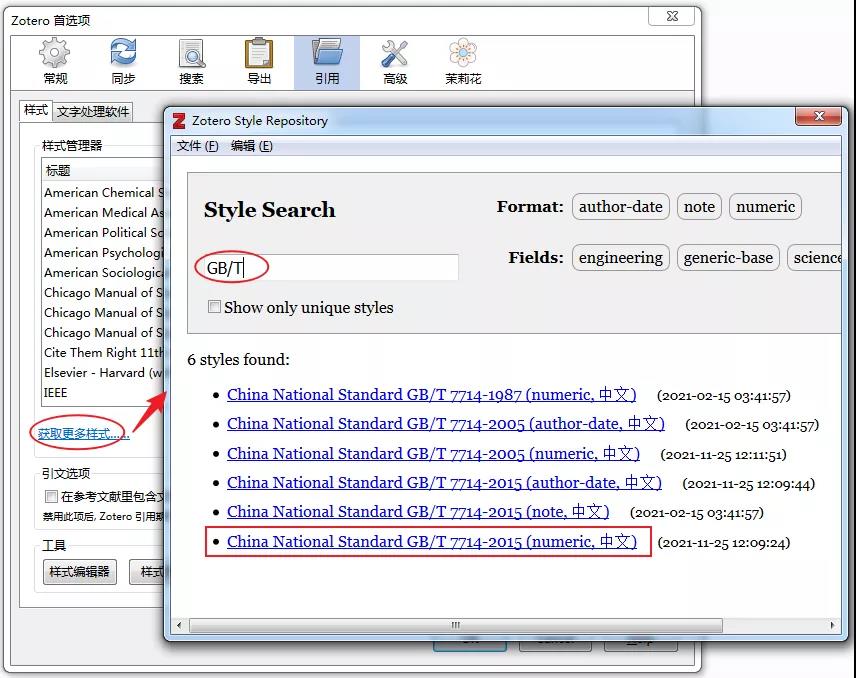 Zotero 首选项
常规
同步
搜索
导出
引用
高级
茉莉花
样式
文字处理软件
样式管理器
标题
American Chemical S
American Medical As
American Political Sc
American Psychologi
American Sociologica
Chicago Manual of S
Chicago Manual of S
Chicago Manual of S
Cite Them Right 11th
Elsevier - Harvard (w
IEEE
获取更多样式......
引文选项
在参考文献里包含文
禁用此项后, Zotero 引用期
工具
样式编辑器
样式
Zotero Style Repository
文件 (F) 编辑 (E)
Style Search
Format: author-date note numeric
GB/T
Fields: engineering generic-base science
Show only unique styles
6 styles found:
China National Standard GB/T 7714-1987 (numeric, 中文) (2021-02-15 03:41:57)
China National Standard GB/T 7714-2005 (author-date, 中文) (2021-02-15 03:41:57)
China National Standard GB/T 7714-2005 (numeric, 中文) (2021-11-25 12:11:51)
China National Standard GB/T 7714-2015 (author-date, 中文) (2021-11-25 12:09:44)
China National Standard GB/T 7714-2015 (note, 中文) (2021-02-15 03:41:57)
China National Standard GB/T 7714-2015 (numeric, 中文) (2021-11-25 12:09:24)